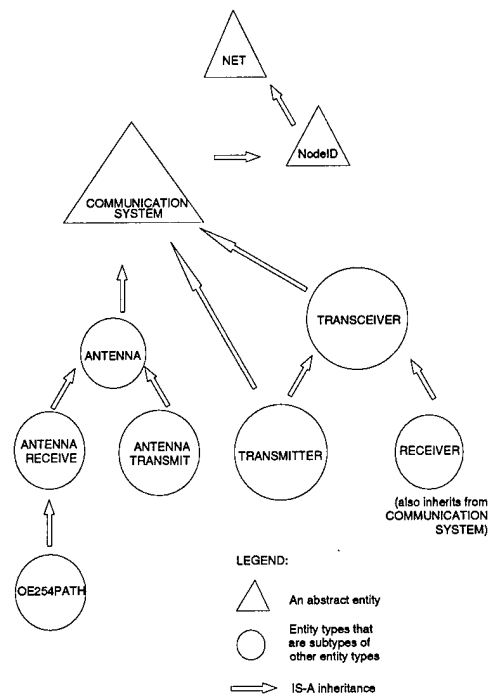 NET
NodeID
COMMUNICATION
SYSTEM
TRANSCEIVER
ANTENNA
ANTENNA
RECEIVE
ANTENNA
TRANSMIT
TRANSMITTER
RECEIVER
(also inherits from
COMMUNICATION
SYSTEM)
OE254PATH
LEGEND:
An abstract entity
Entity types that
are subtypes of
other entity types
IS-A inheritance